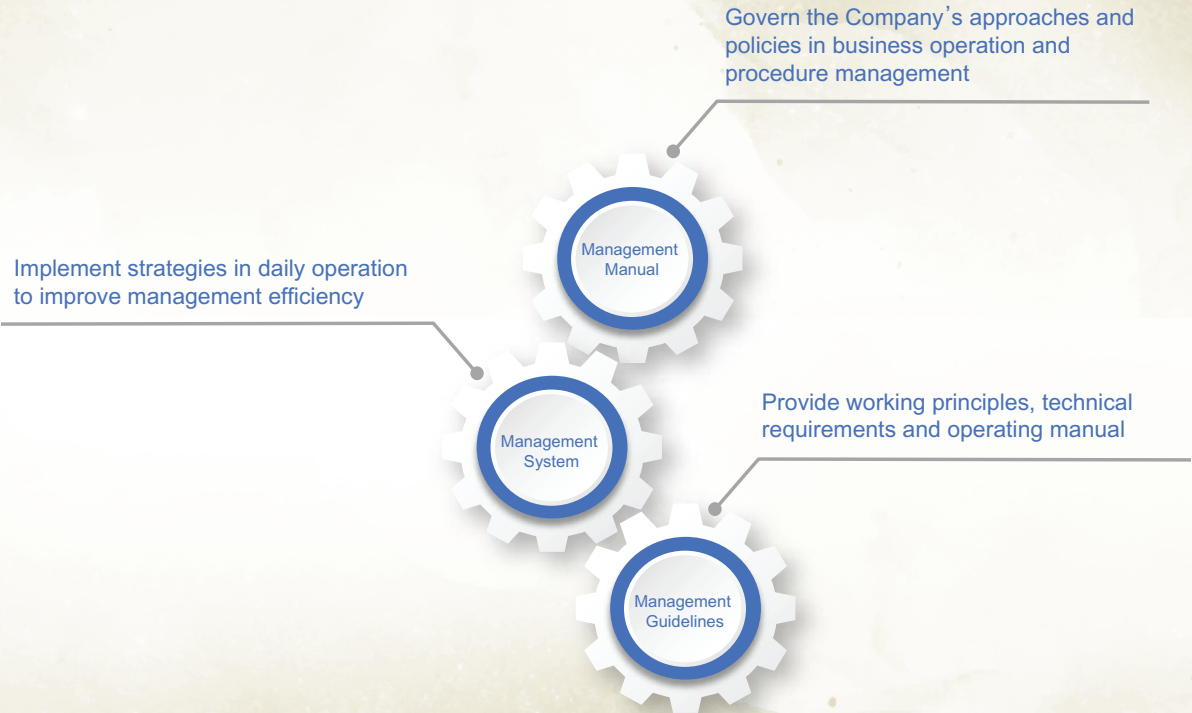 Govern the Company’s approaches and
policies in business operation and
procedure management
Management
Manual
Implement strategies in daily operation
to improve management efficiency
Management
System
Provide working principles, technical
requirements and operating manual
Management
Guidelines